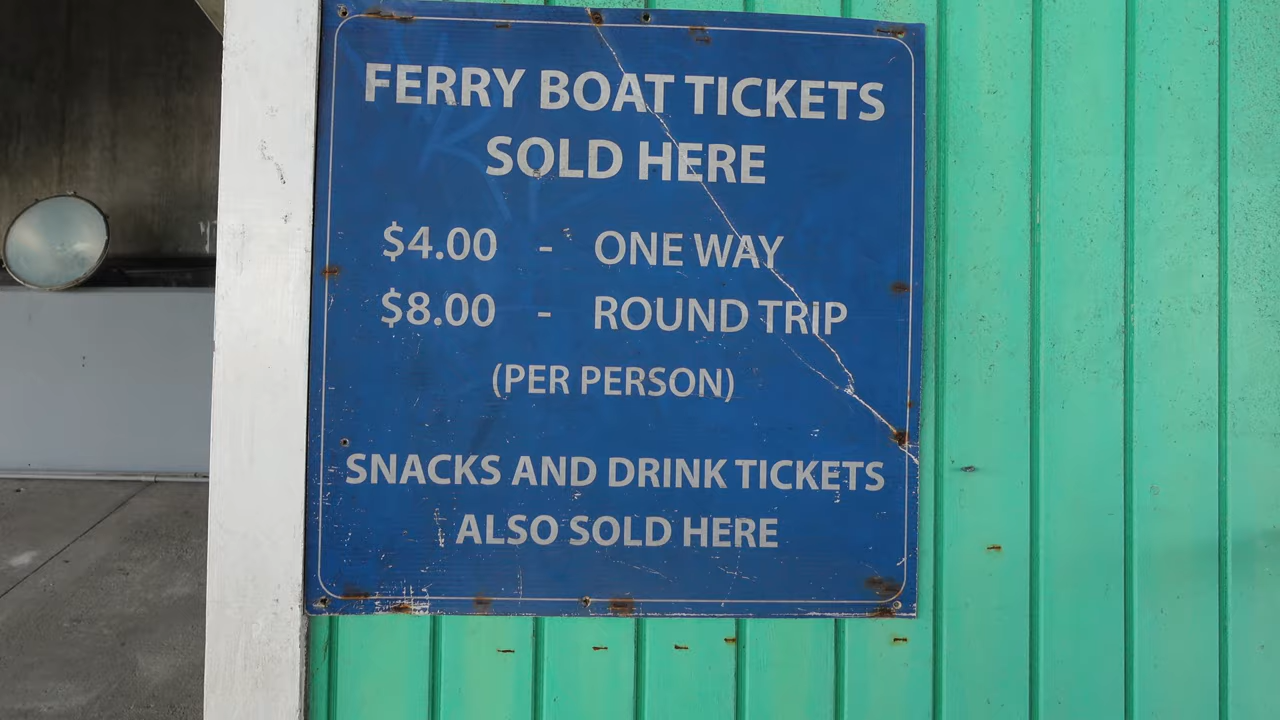 FERRY BOAT TICKETS
SOLD HERE
$4.00 - ONE WAY
$8.00 - ROUND TRIP
(PER PERSON)
SNACKS AND DRINK TICKETS
ALSO SOLD HERE